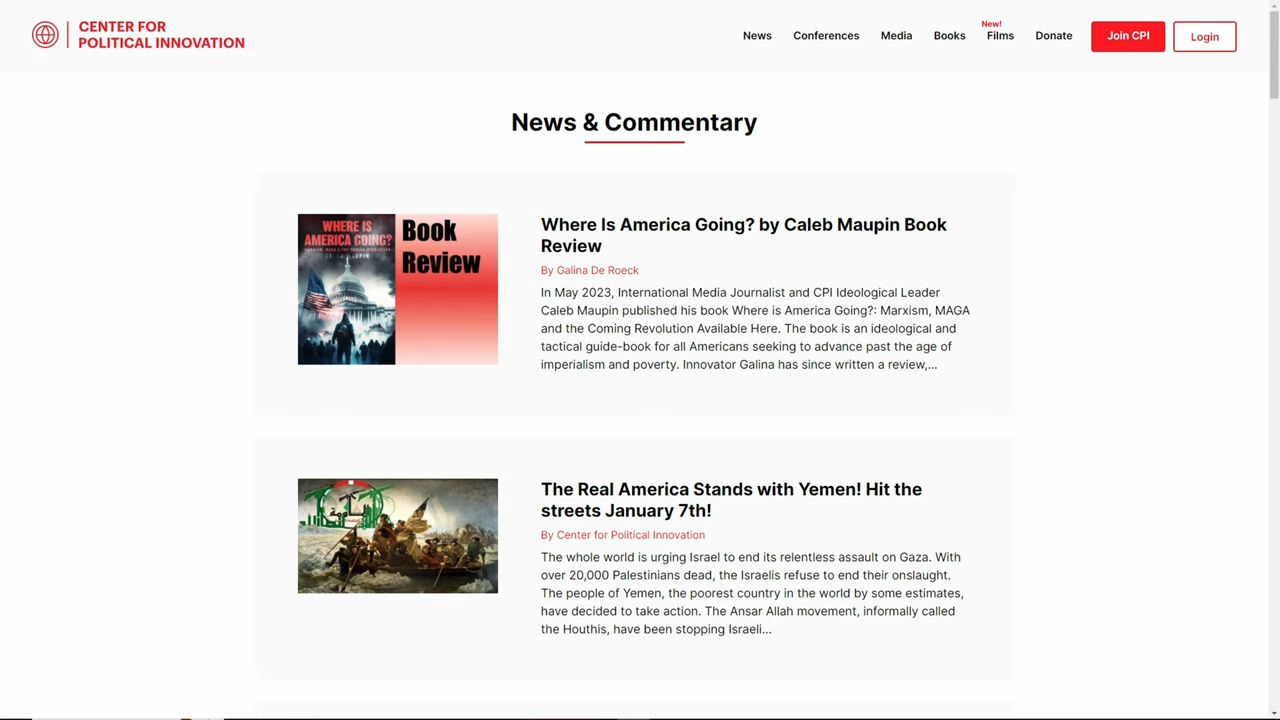 CENTER FOR
POLITICAL INNOVATION
News
Conferences
Media
Books
New!
Films
Donate
Join CPI
Login
News & Commentary
WHERE IS
AMERICA GOING?
Book
Review
Where Is America Going? by Caleb Maupin Book
Review
By Galina De Roeck
In May 2023, International Media Journalist and CPI Ideological Leader
Caleb Maupin published his book Where is America Going?: Marxism, MAGA
and the Coming Revolution Available Here. The book is an ideological and
tactical guide-book for all Americans seeking to advance past the age of
imperialism and poverty. Innovator Galina has since written a review,...
The Real America Stands with Yemen! Hit the
streets January 7th!
By Center for Political Innovation
The whole world is urging Israel to end its relentless assault on Gaza. With
over 20,000 Palestinians dead, the Israelis refuse to end their onslaught.
The people of Yemen, the poorest country in the world by some estimates,
have decided to take action. The Ansar Allah movement, informally called
the Houthis, have been stopping Israeli...